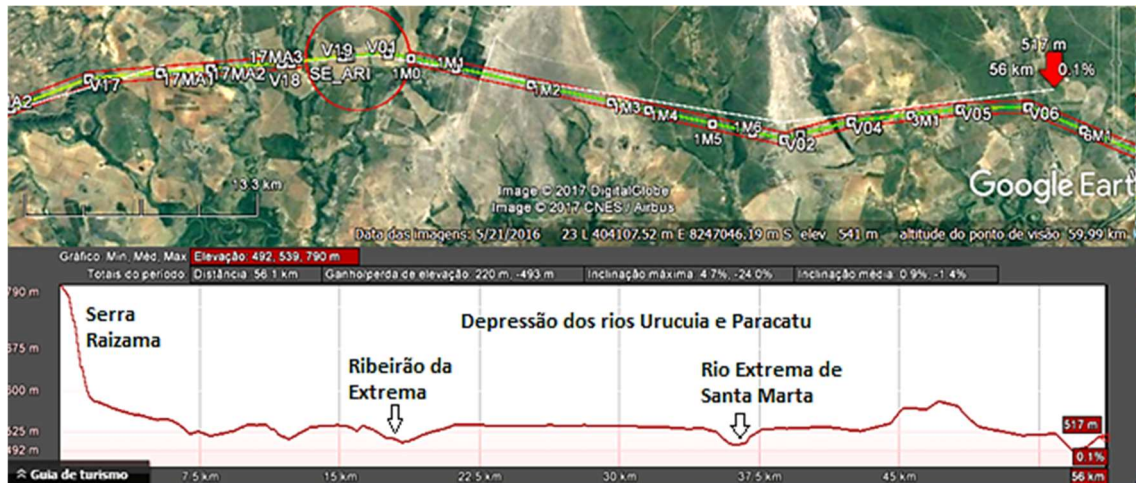 517 m
56 km 0.1%
17MA3 V19 V01
17MA2 SE_ARI 1M0 1M1
17MA1 V18
V17
1M2
1M3
1M4
1M5 1M6
V02
V04
3M1
V05
V06
6M1
13.3 km
Image © 2017 DigitalGlobe
Image © 2017 CNES / Airbus
Google Eart
Data das imagens: 5/21/2016 23 L 404107.52 m E 8247046.19 m S elev. 541 m altitude do ponto de visão 59.99 km
Gráfico: Min, Méd, Máx Elevação: 492, 539, 790 m
Totais do período: Distância: 56.1 km Ganho/perda de elevação: 220 m, -493 m Inclinação máxima: 4.7%, -24.0% Inclinação média: 0.9%, -1.4%
790 m
Serra
Raizama
Depressão dos rios Urucuia e Paracatu
675 m
Ribeirão da
Extrema
Rio Extrema de
Santa Marta
600 m
525 m
517 m
492 m
0.1%
Guia de turismo
7.5 km 15 km 22.5 km 30 km 37.5 km 45 km 56 km